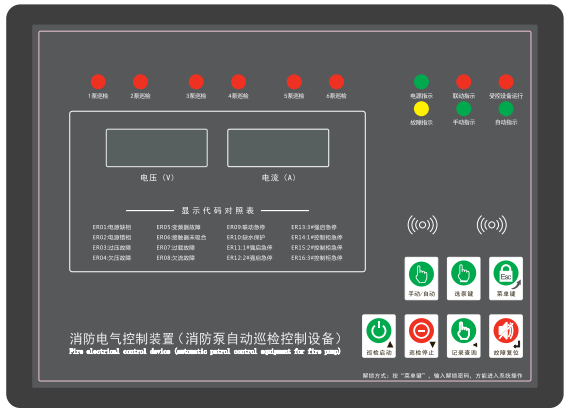 1泵巡检 2泵巡检 3泵巡检 4泵巡检 5泵巡检 6泵巡检
电源指示 联动指示 受控设备运行
故障指示 手动指示 自动指示
电压（V） 电流（A）
显示代码对照表
ER01:电源缺相 ER05:变频器故障 ER09:联动急停 ER13:3#强启急停
ER02:电源错相 ER06:接触器未吸合 ER10:缺水保护 ER14:1#控制柜急停
ER03:过压故障 ER07:过载故障 ER11:1#强启急停 ER15:2#控制柜急停
ER04:欠压故障 ER08:欠流故障 ER12:2#强启急停 ER16:3#控制柜急停
Esc
手动/自动 选泵键 菜单键
消防电气控制装置（消防泵自动巡检控制设备）
Fire electrical control device (automatic patrol control equipment for fire pump)
巡检启动 巡检停止 记录查询 故障复位
解锁方式：按“菜单键”，输入解锁密码，方能进入系统操作